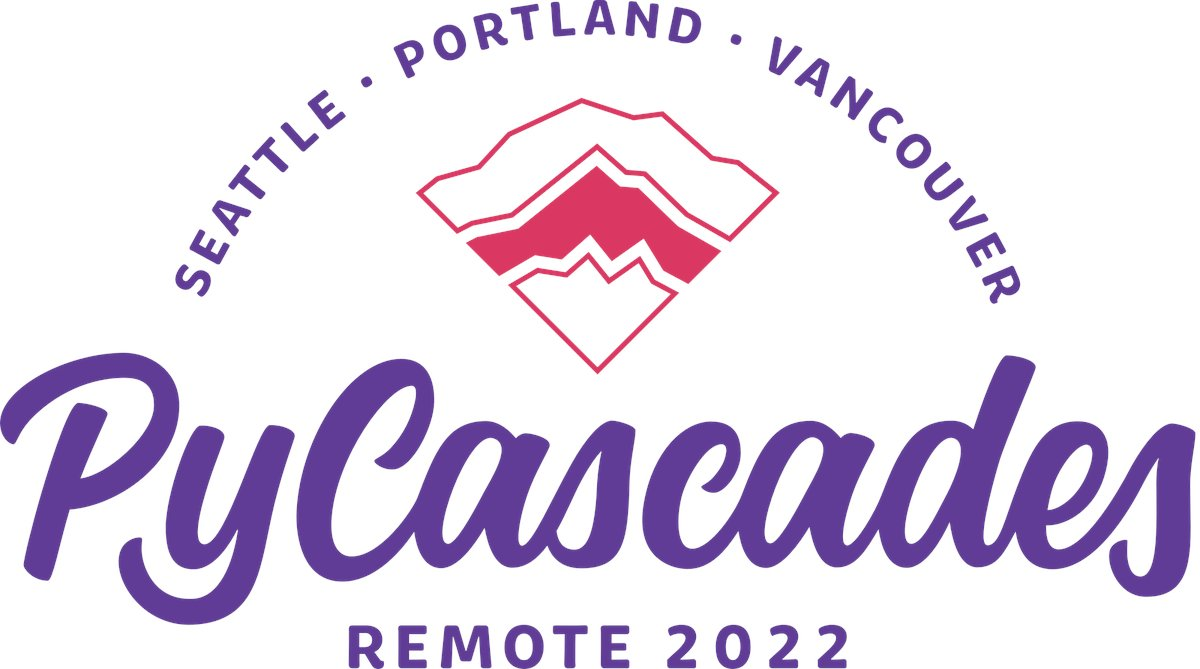 SEATTLE · PORTLAND · VANCOUVER
PyCascades
REMOTE 2022